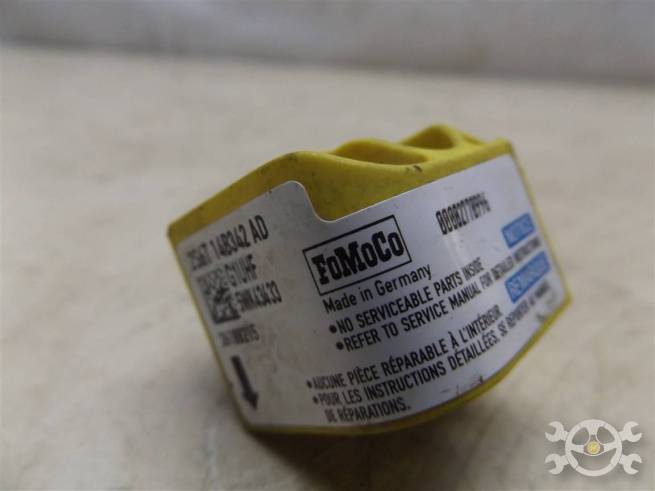 14B342 AD
G1UHF
FoMoCo
Made in Germany
• NO SERVICEABLE PARTS INSIDE
• REFER TO SERVICE MANUAL FOR DETAILED INSTRUCTIONS
• AUCUNE PIÈCE RÉPARABLE À L'INTÉRIEUR
• POUR LES INSTRUCTIONS DÉTAILLÉES, SE REPORTER AU MANUEL
DE RÉPARATIONS.